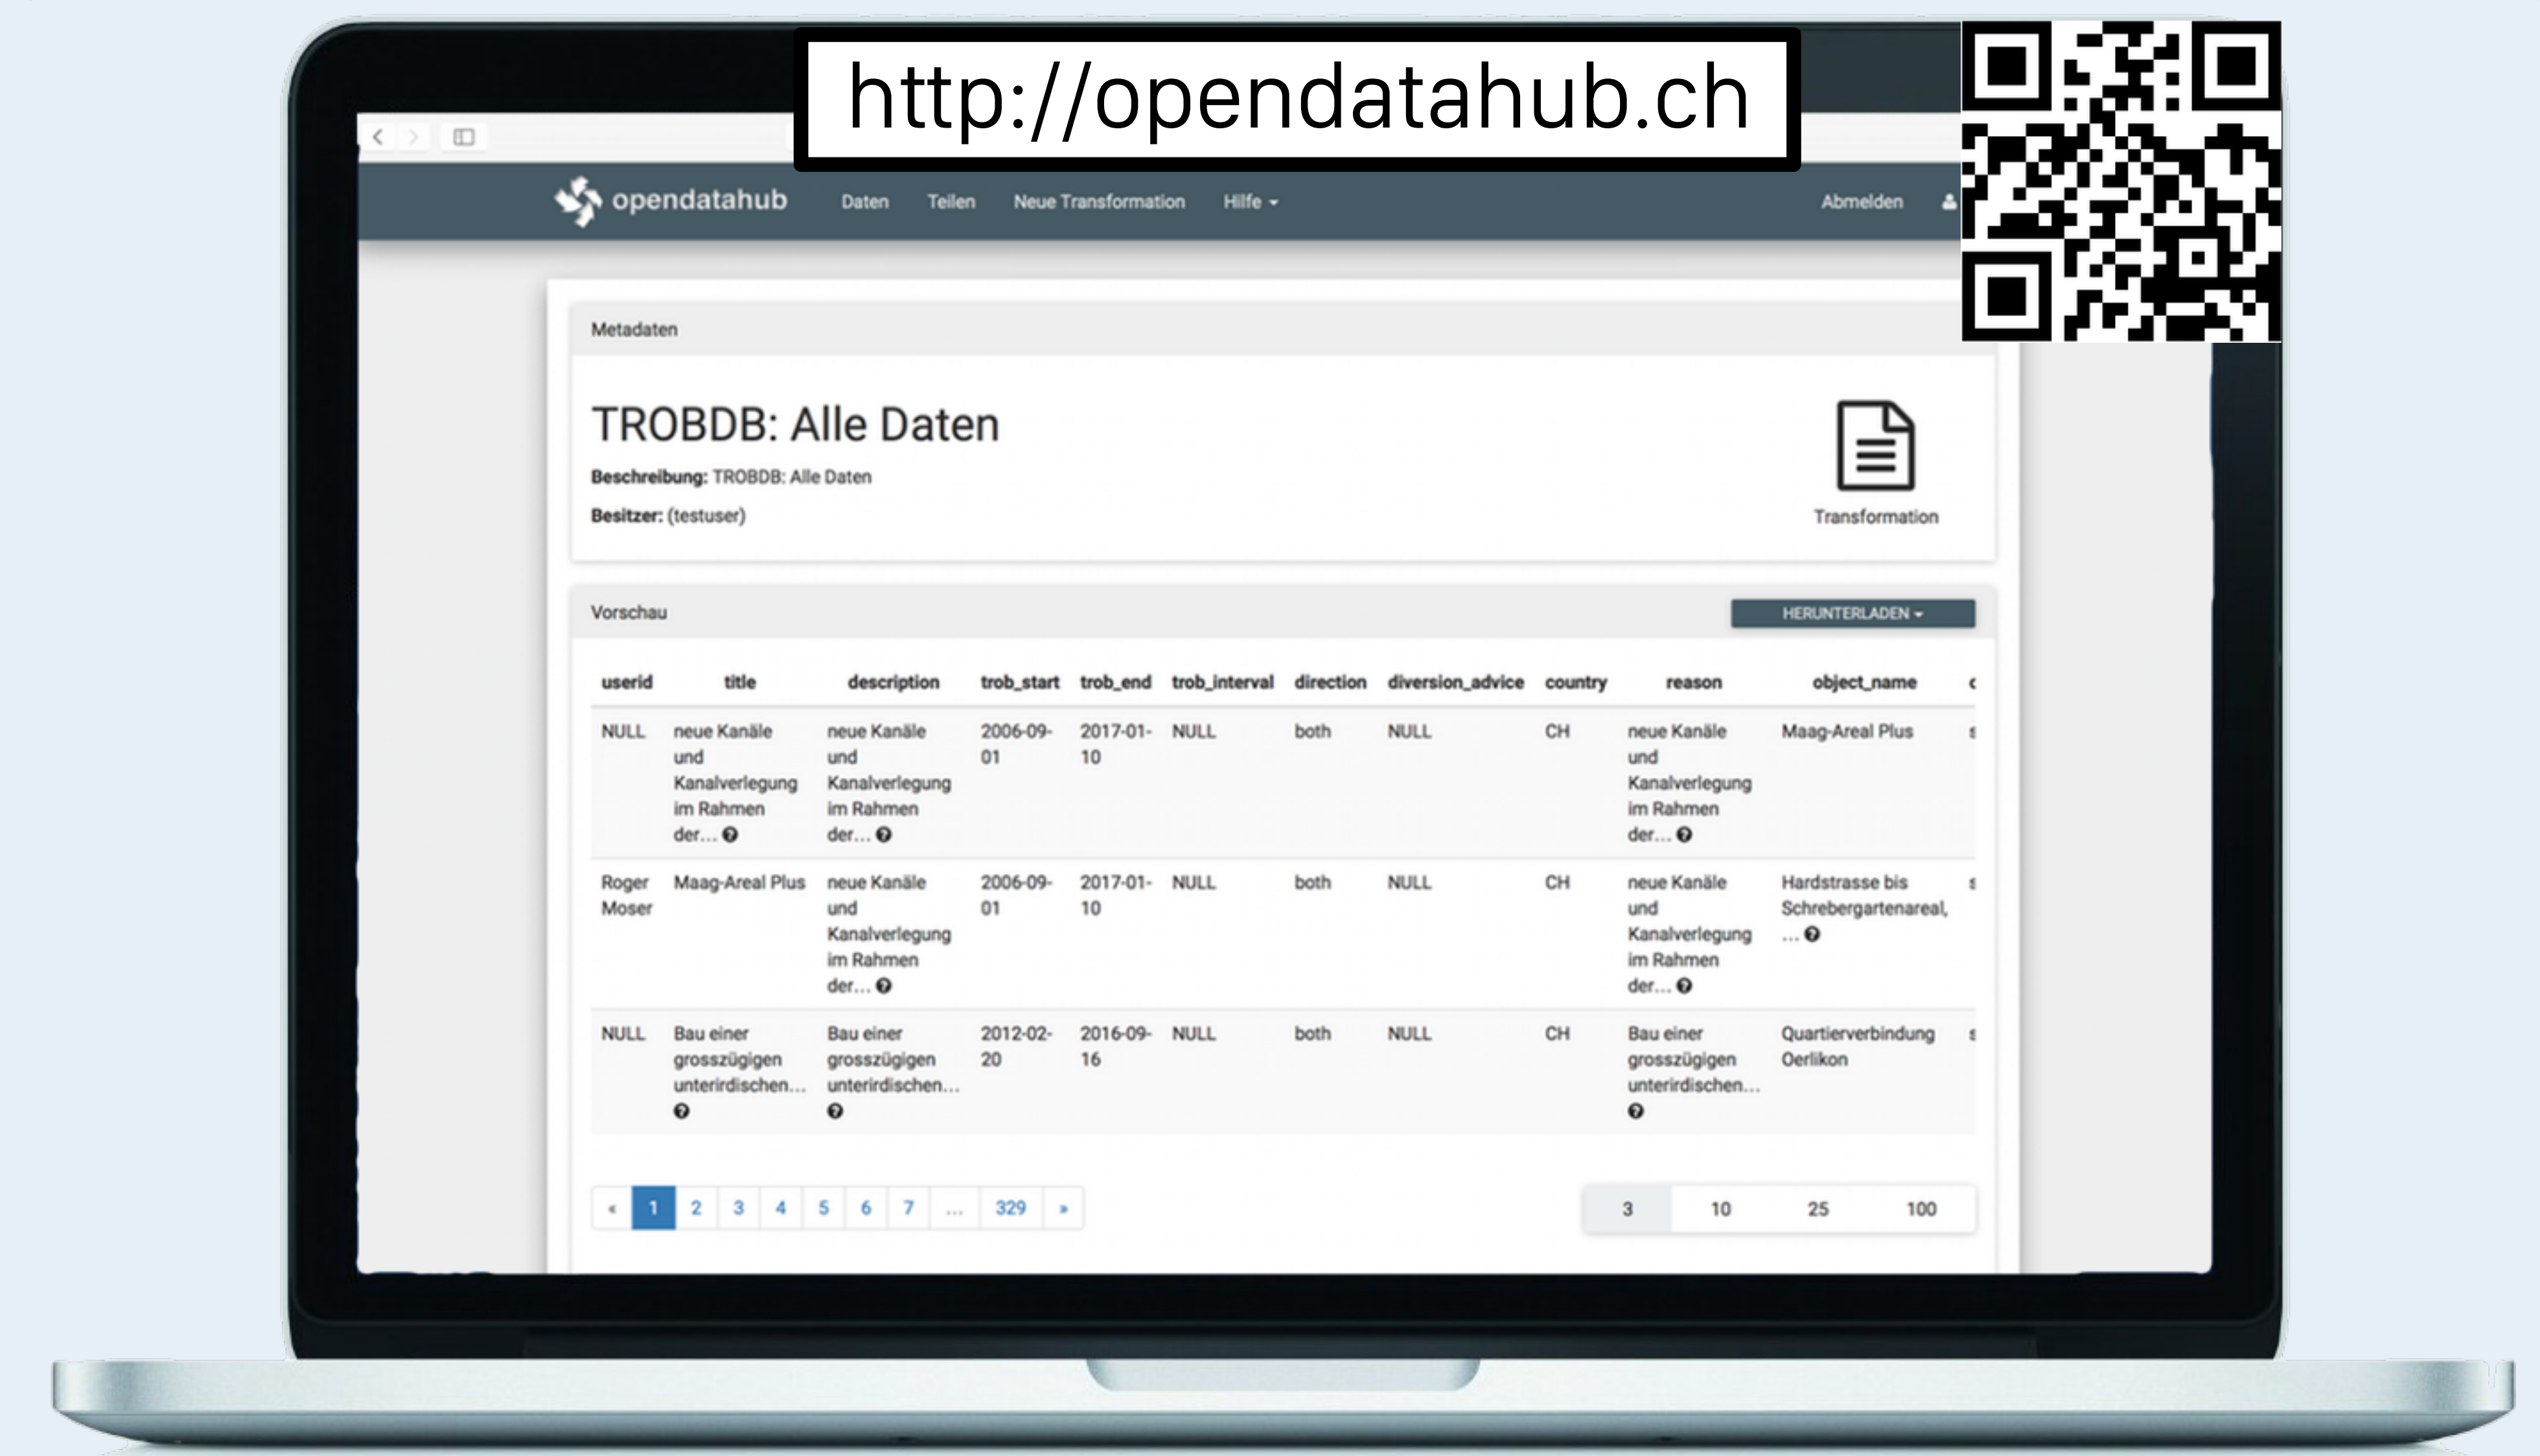 http://opendatahub.ch
opendatahub Daten Teilen Neue Transformation Hilfe Abmelden
Metadaten
TROBDB: Alle Daten
Beschreibung: TROBDB: Alle Daten
Besitzer: (testuser)
Transformation
Vorschau HERUNTERLADEN
userid title description trob_start trob_end trob_interval direction diversion_advice country reason object_name
NULL neue Kanäle neue Kanäle 2006-09- 2017-01- NULL both NULL CH neue Kanäle Maag-Areal Plus
und und 01 10 und
Kanalverlegung Kanalverlegung Kanalverlegung
im Rahmen im Rahmen im Rahmen
der... der... der...
Roger Maag-Areal Plus neue Kanäle 2006-09- 2017-01- NULL both NULL CH neue Kanäle Hardstrasse bis
Moser und 01 10 und Schrebergartenareal,
Kanalverlegung Kanalverlegung ...
im Rahmen im Rahmen
der... der...
NULL Bau einer Bau einer 2012-02- 2016-09- NULL both NULL CH Bau einer Quartierverbindung
grosszügigen grosszügigen 20 16 grosszügigen Oerlikon
unterirdischen... unterirdischen... unterirdischen...
« 1 2 3 4 5 6 7 ... 329 » 3 10 25 100